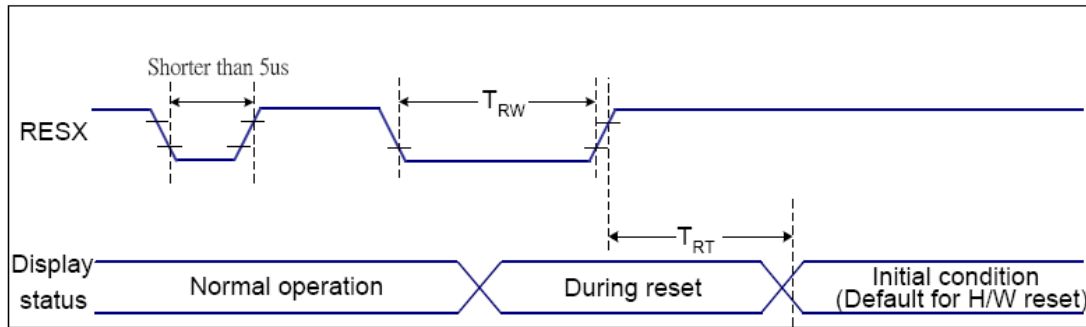 Shorter than 5us
RESX
TRW
TRT
Display
status
Normal operation
During reset
Initial condition
(Default for H/W reset)